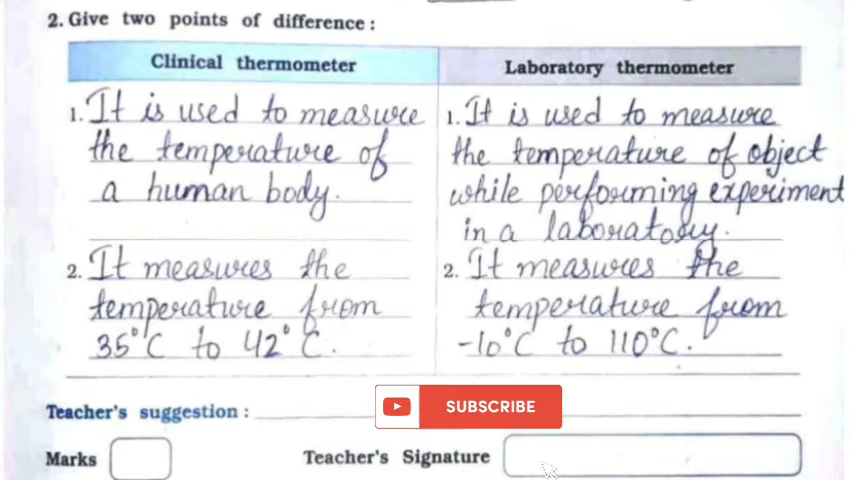 2. Give two points of difference :
Clinical thermometer
Laboratory thermometer
1. It is used to measure
the temperature of
a human body.
1. It is used to measure
the temperature of object
while performing experiment
in a laboratory.
2. It measures the
temperature from
35°C to 42°C.
2. It measures the
temperature from
-10°C to 110°C.
Teacher's suggestion :
SUBSCRIBE
Marks
Teacher's Signature